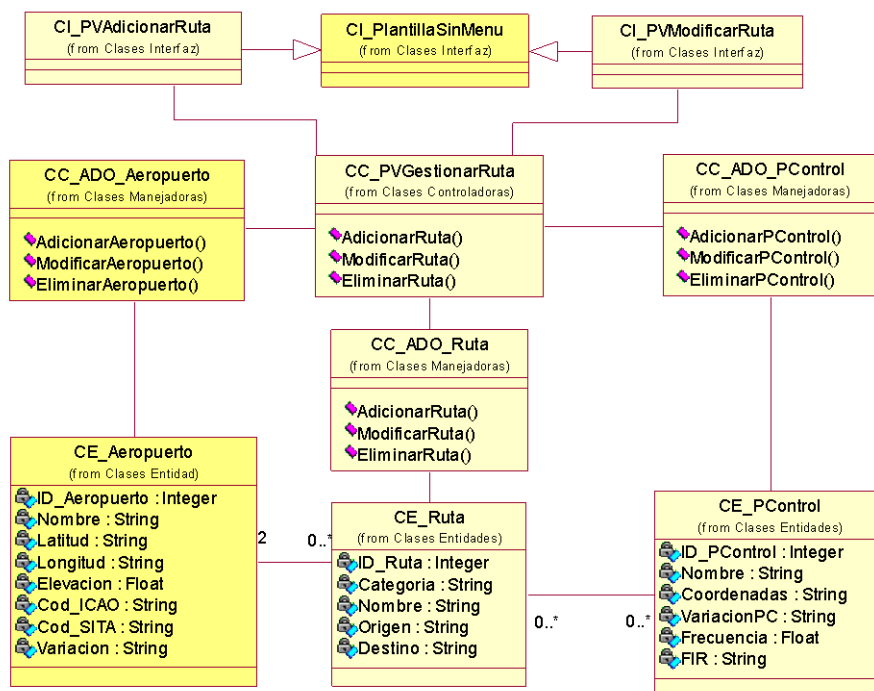 CI_PVAdicionarRuta
(from Clases Interfaz)
CI_PlantillaSinMenu
(from Clases Interfaz)
CI_PVModificarRuta
(from Clases Interfaz)
CC_ADO_Aeropuerto
(from Clases Manejadoras)
AdicionarAeropuerto()
ModificarAeropuerto()
EliminarAeropuerto()
CC_PVGestionarRuta
(from Clases Controladoras)
AdicionarRuta()
ModificarRuta()
EliminarRuta()
CC_ADO_PControl
(from Clases Manejadoras)
AdicionarPControl()
ModificarPControl()
EliminarPControl()
CC_ADO_Ruta
(from Clases Manejadoras)
AdicionarRuta()
ModificarRuta()
EliminarRuta()
CE_Aeropuerto
(from Clases Entidad)
ID_Aeropuerto : Integer
Nombre : String
Latitud : String
Longitud : String
Elevacion : Float
Cod_ICAO : String
Cod_SITA : String
Variacion : String
2
0..*
CE_Ruta
(from Clases Entidades)
ID_Ruta : Integer
Categoria : String
Nombre : String
Origen : String
Destino : String
0..*
0..*
CE_PControl
(from Clases Entidades)
ID_PControl : Integer
Nombre : String
Coordenadas : String
VariacionPC : String
Frecuencia : Float
FIR : String